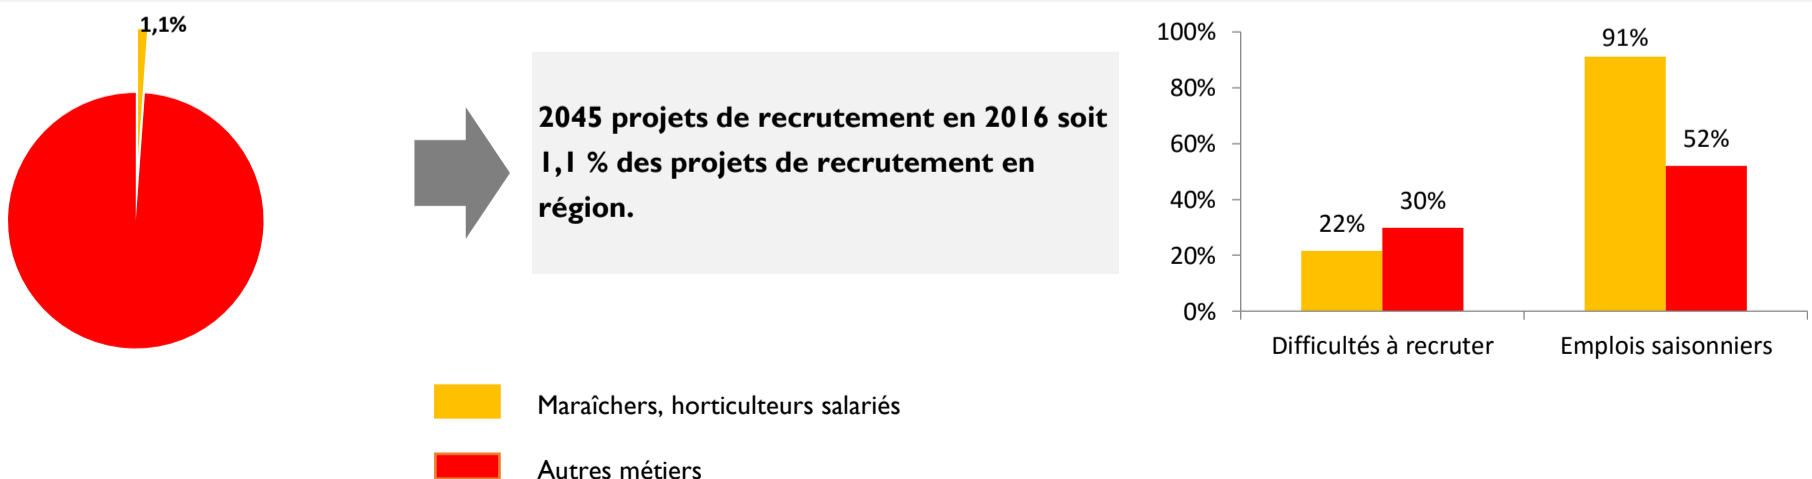 1,1%
2045 projets de recrutement en 2016 soit
1,1 % des projets de recrutement en
région.
100%
80%
60%
40%
20%
0%
22%
30%
91%
52%
Difficultés à recruter
Emplois saisonniers
Maraîchers, horticulteurs salariés
Autres métiers